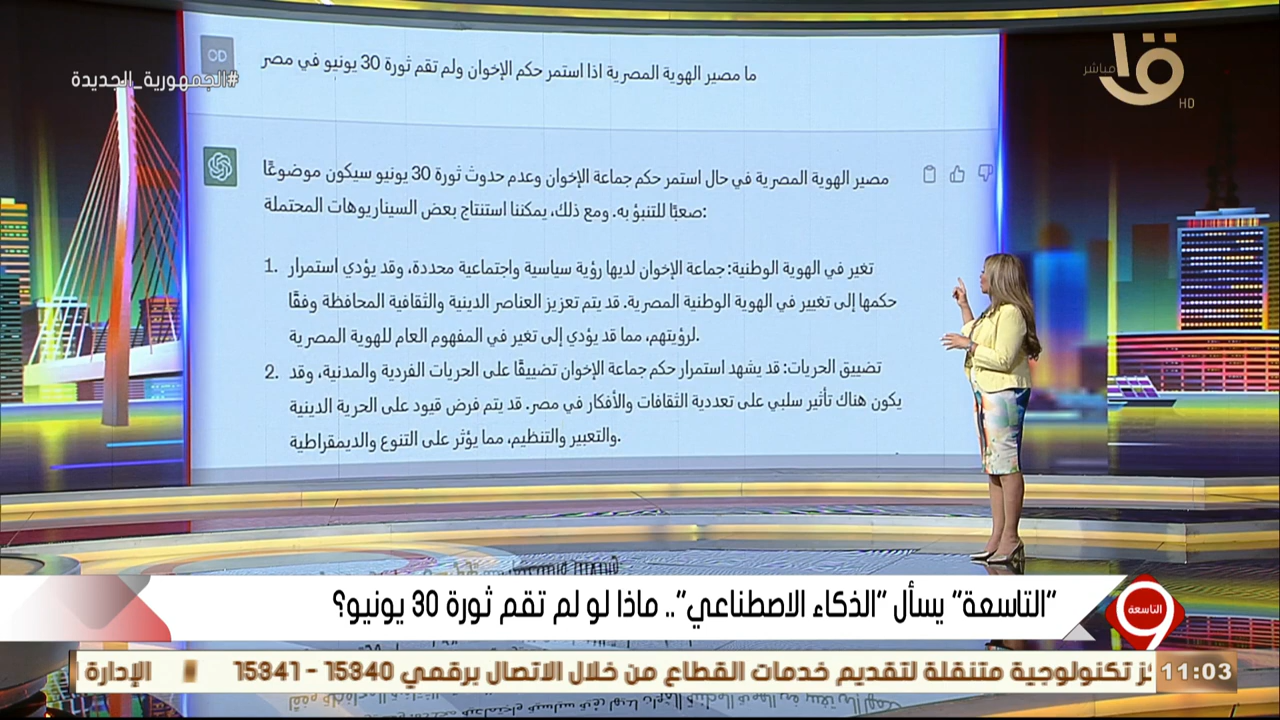 #الجمهورية_الجديدة
مباشر
HD
OD
ما مصير الهوية المصرية اذا استمر حكم الإخوان ولم تقم ثورة 30 يونيو في مصر
مصير الهوية المصرية في حال استمر حكم جماعة الإخوان وعدم حدوث ثورة 30 يونيو سيكون موضوعًا
صعبًا للتنبؤ به. ومع ذلك، يمكننا استنتاج بعض السيناريوهات المحتملة:
1. تغير في الهوية الوطنية: جماعة الإخوان لديها رؤية سياسية واجتماعية محددة، وقد يؤدي استمرار
حكمها إلى تغيير في الهوية الوطنية المصرية. قد يتم تعزيز العناصر الدينية والثقافية المحافظة وفقًا
لرؤيتهم، مما قد يؤدي إلى تغير في المفهوم العام للهوية المصرية.
2. تضييق الحريات: قد يشهد استمرار حكم جماعة الإخوان تضييقًا على الحريات الفردية والمدنية، وقد
يكون هناك تأثير سلبي على تعددية الثقافات والأفكار في مصر. قد يتم فرض قيود على الحرية الدينية
والتعبير والتنظيم، مما يؤثر على التنوع والديمقراطية.
"التاسعة" يسأل "الذكاء الاصطناعي".. ماذا لو لم تقم ثورة 30 يونيو؟
التاسعة
11:03
تكنولوجية متنقلة لتقديم خدمات القطاع من خلال الاتصال برقمي 15840 - 15841
الإدارة